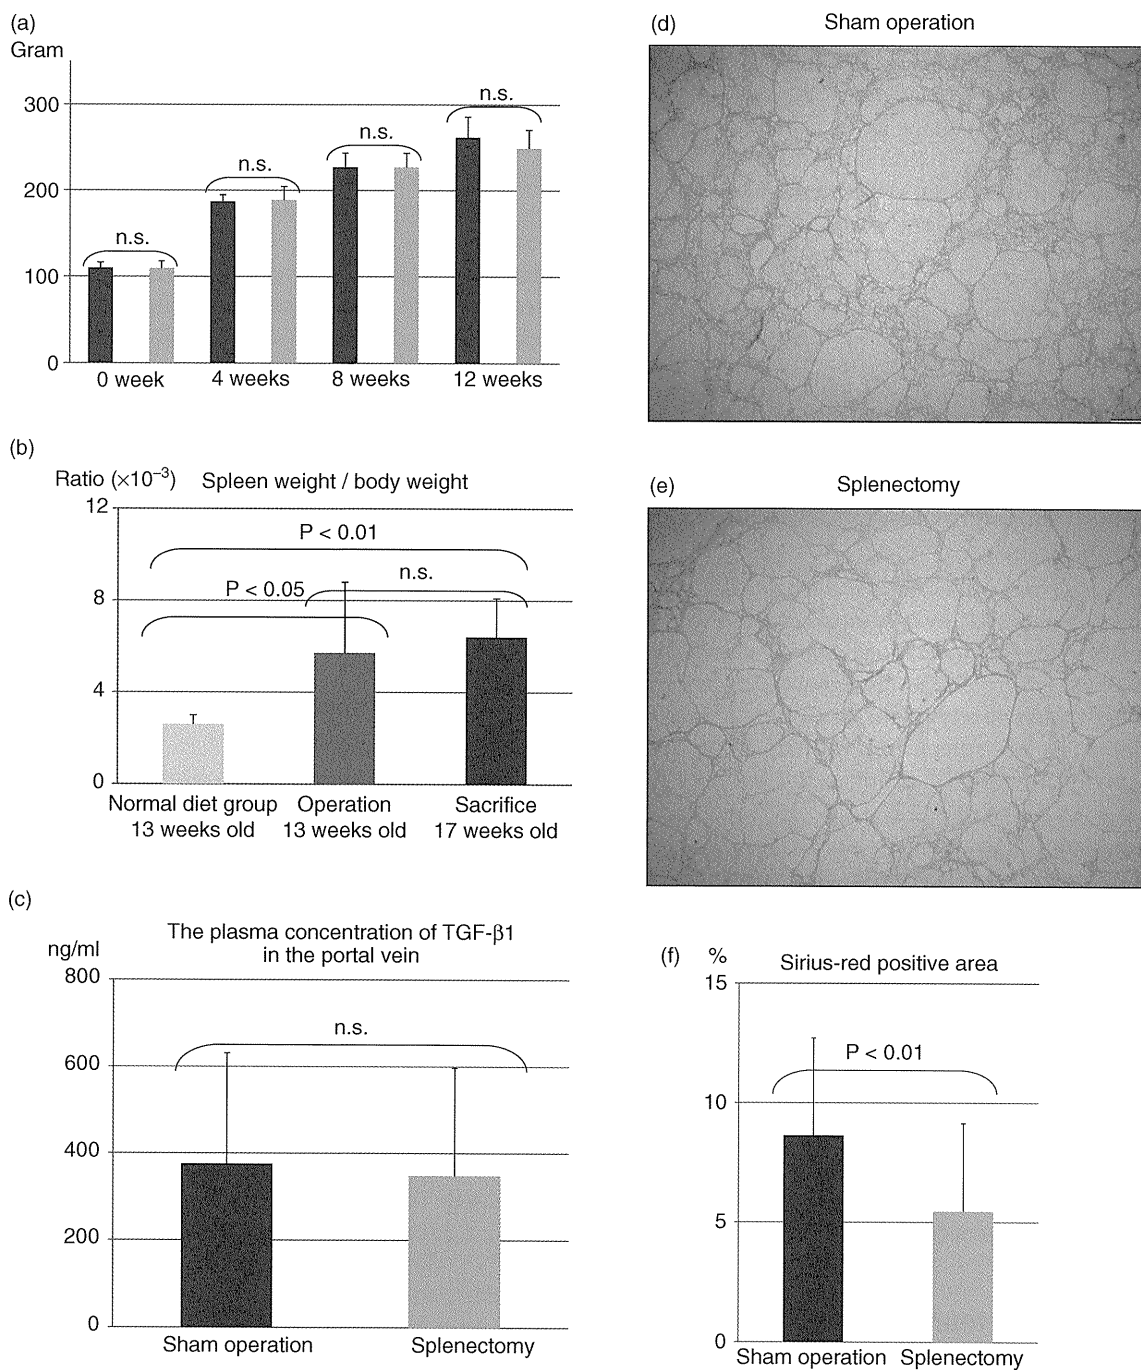 (a)
Gram
300
200
100
0
n.s.
n.s.
n.s.
n.s.
0 week 4 weeks 8 weeks 12 weeks
(b)
Ratio (×10⁻³) Spleen weight / body weight
12
8
4
0
P < 0.01
n.s.
P < 0.05
Normal diet group Operation Sacrifice
13 weeks old 13 weeks old 17 weeks old
(c)
The plasma concentration of TGF-β1
in the portal vein
ng/ml
800
600
400
200
0
n.s.
Sham operation Splenectomy
(d) Sham operation
(e) Splenectomy
(f) % Sirius-red positive area
15
10
5
0
P < 0.01
Sham operation Splenectomy